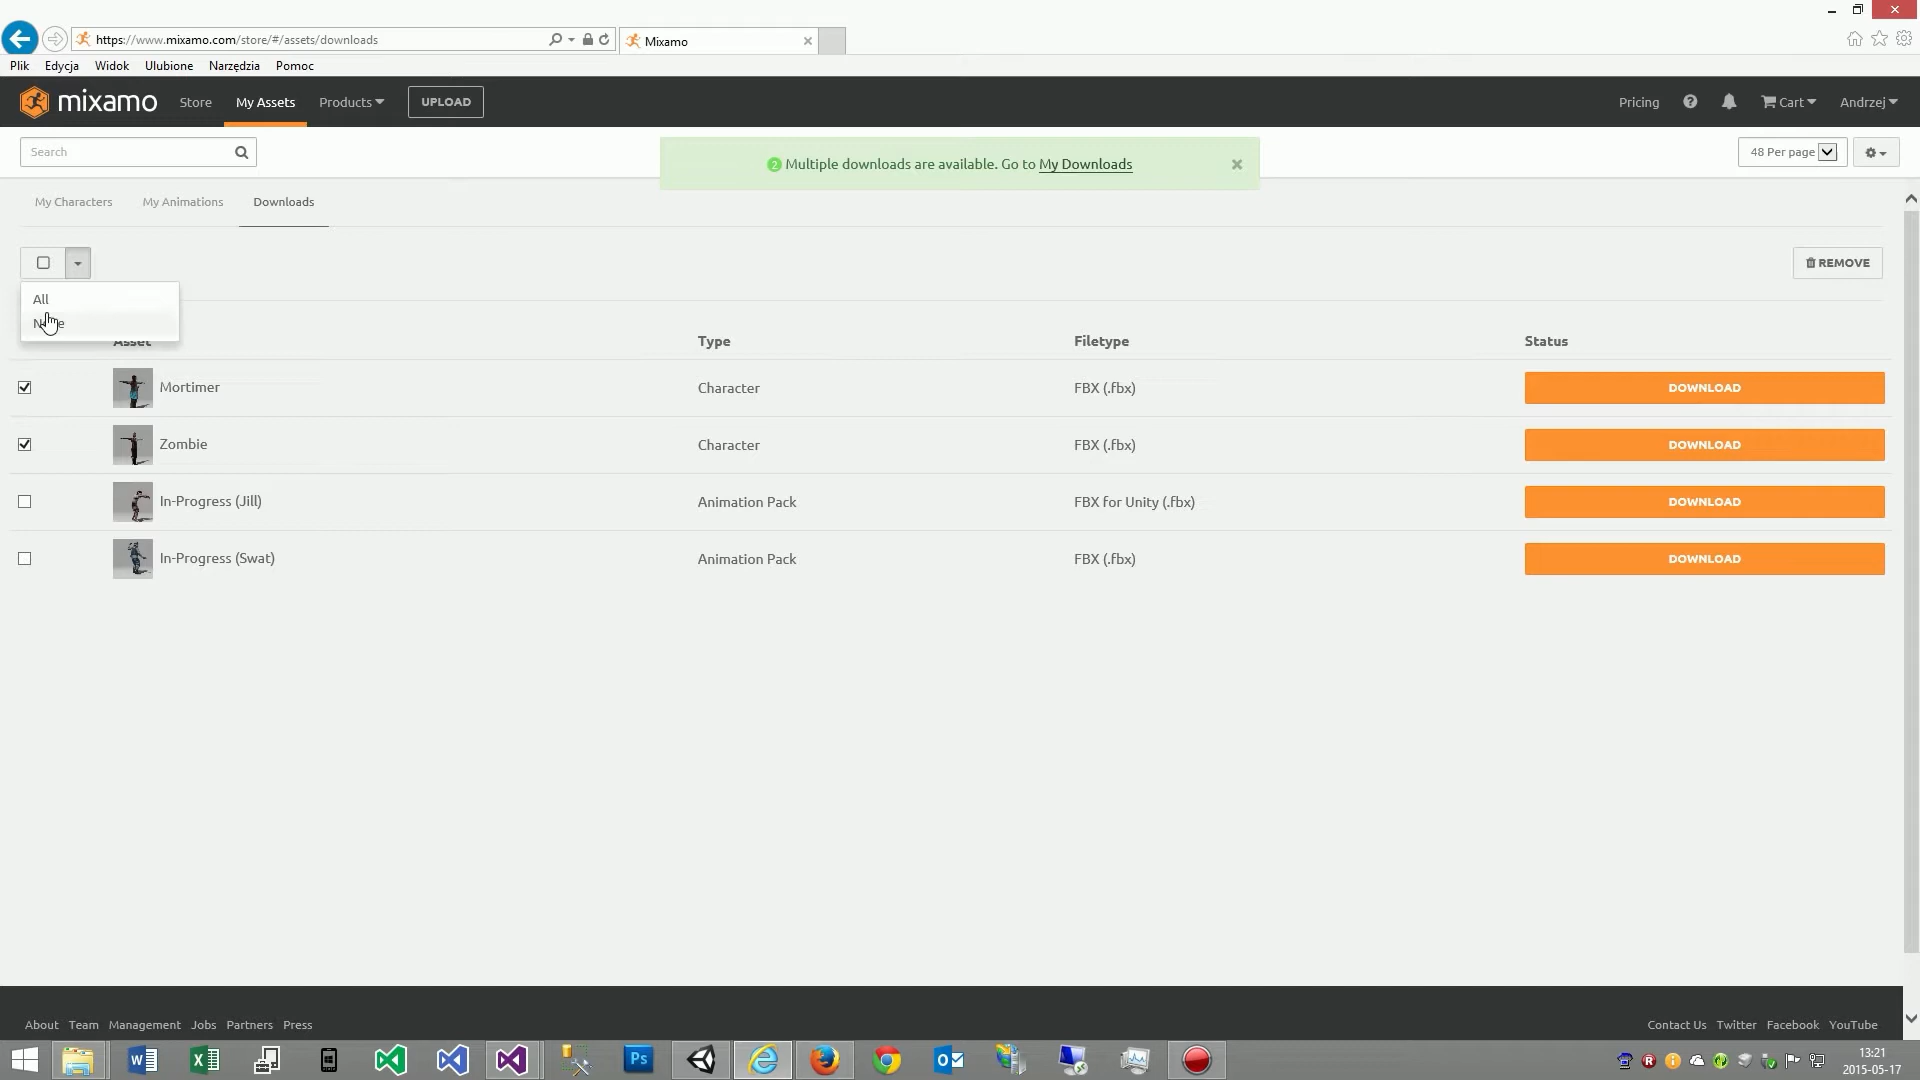 https://www.mixamo.com/store/#/assets/downloads
Mixamo
Plik Edycja Widok Ulubione Narzędzia Pomoc
mixamo Store My Assets Products UPLOAD Pricing Cart Andrzej
Search
2 Multiple downloads are available. Go to My Downloads
48 Per page
My Characters My Animations Downloads
REMOVE
All
Asset Type Filetype Status
Mortimer Character FBX (.fbx) DOWNLOAD
Zombie Character FBX (.fbx) DOWNLOAD
In-Progress (Jill) Animation Pack FBX for Unity (.fbx) DOWNLOAD
In-Progress (Swat) Animation Pack FBX (.fbx) DOWNLOAD
About Team Management Jobs Partners Press Contact Us Twitter Facebook YouTube
Ps
13:21
2015-05-17